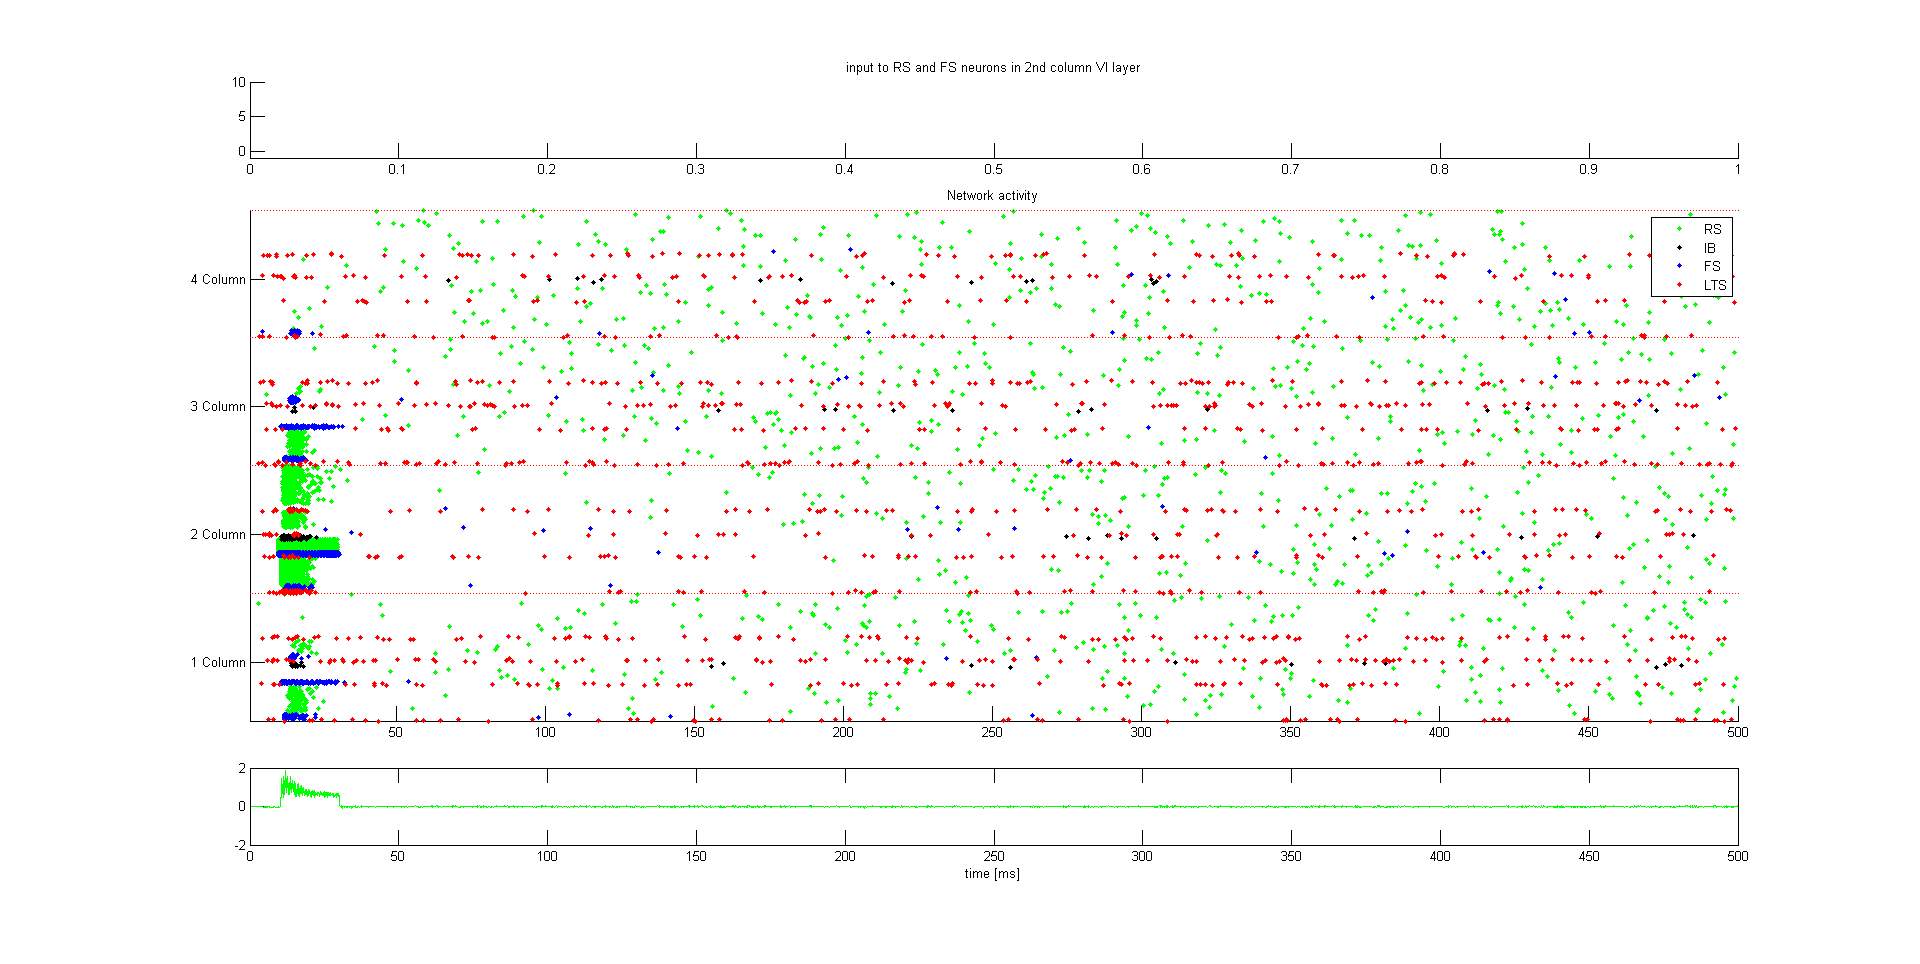 input to RS and FS neurons in 2nd column VI layer
10
5
0
0 0.1 0.2 0.3 0.4 0.5 0.6 0.7 0.8 0.9 1
Network activity
RS
IB
FS
LTS
4 Column
3 Column
2 Column
1 Column
50 100 150 200 250 300 350 400 450 500
2
0
-2
0 50 100 150 200 250 300 350 400 450 500
time [ms]